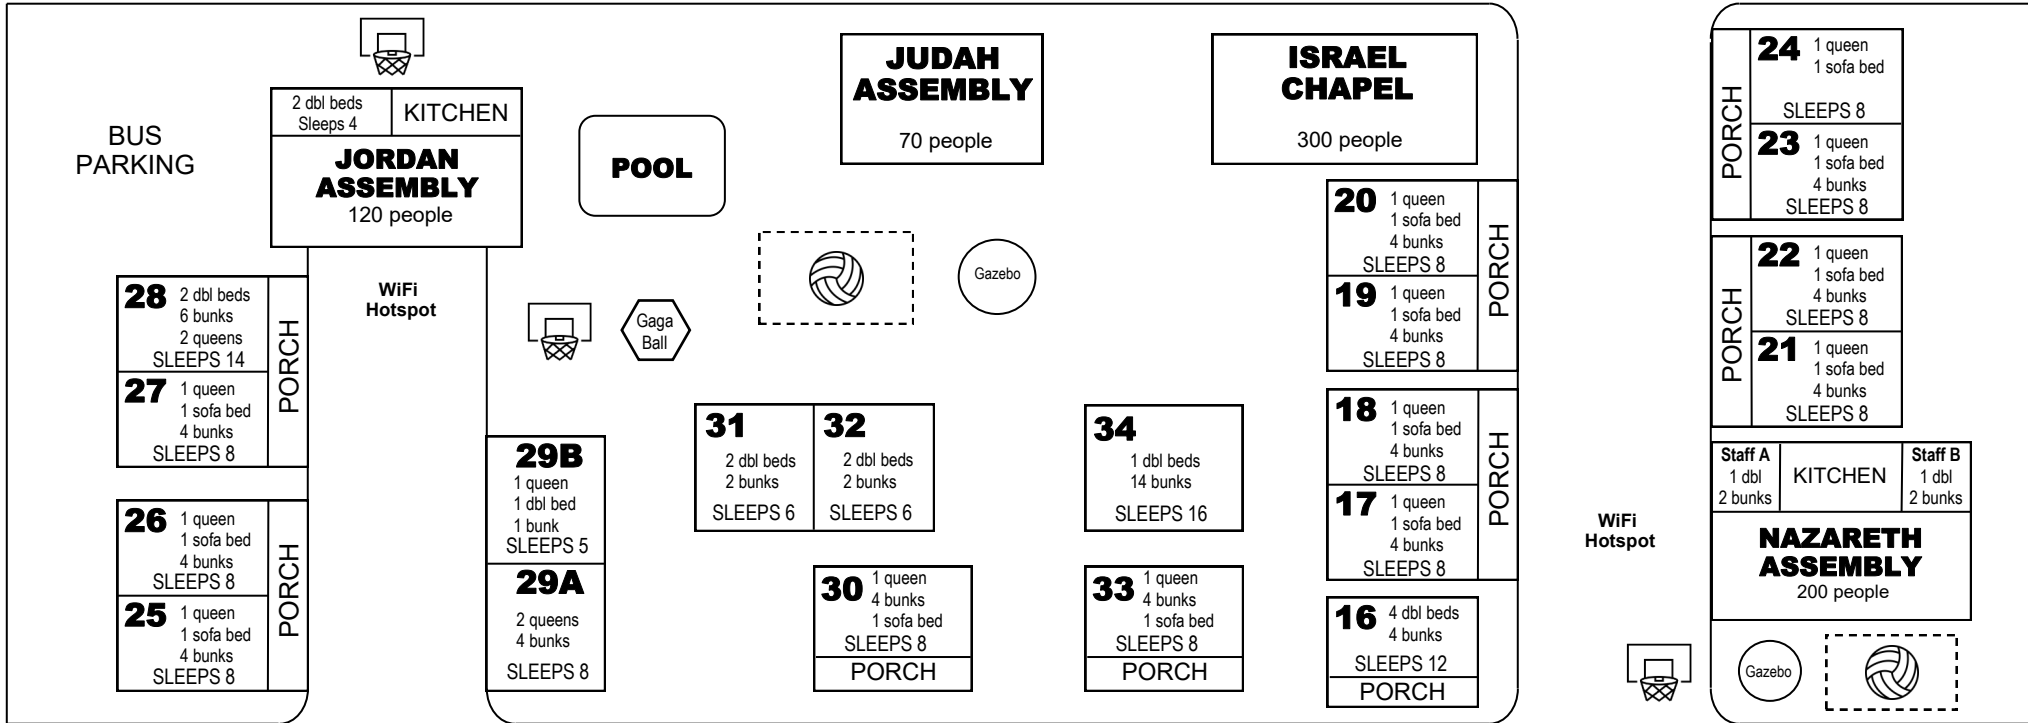 BUS
PARKING
2 dbl beds
Sleeps 4
KITCHEN
JORDAN
ASSEMBLY
120 people
POOL
JUDAH
ASSEMBLY
70 people
ISRAEL
CHAPEL
300 people
WiFi
Hotspot
Gaga
Ball
Gazebo
28
2 dbl beds
6 bunks
2 queens
SLEEPS 14
27
1 queen
1 sofa bed
4 bunks
SLEEPS 8
PORCH
26
1 queen
1 sofa bed
4 bunks
SLEEPS 8
25
1 queen
1 sofa bed
4 bunks
SLEEPS 8
PORCH
29B
1 queen
1 dbl bed
1 bunk
SLEEPS 5
29A
2 queens
4 bunks
SLEEPS 8
31
2 dbl beds
2 bunks
SLEEPS 6
32
2 dbl beds
2 bunks
SLEEPS 6
30
1 queen
4 bunks
1 sofa bed
SLEEPS 8
PORCH
34
1 dbl beds
14 bunks
SLEEPS 16
33
1 queen
4 bunks
1 sofa bed
SLEEPS 8
PORCH
20
1 queen
1 sofa bed
4 bunks
SLEEPS 8
19
1 queen
1 sofa bed
4 bunks
SLEEPS 8
PORCH
18
1 queen
1 sofa bed
4 bunks
SLEEPS 8
17
1 queen
1 sofa bed
4 bunks
SLEEPS 8
PORCH
16
4 dbl beds
4 bunks
SLEEPS 12
PORCH
WiFi
Hotspot
PORCH
24
1 queen
1 sofa bed
SLEEPS 8
23
1 queen
1 sofa bed
4 bunks
SLEEPS 8
PORCH
22
1 queen
1 sofa bed
4 bunks
SLEEPS 8
21
1 queen
1 sofa bed
4 bunks
SLEEPS 8
Staff A
1 dbl
2 bunks
KITCHEN
Staff B
1 dbl
2 bunks
NAZARETH
ASSEMBLY
200 people
Gazebo